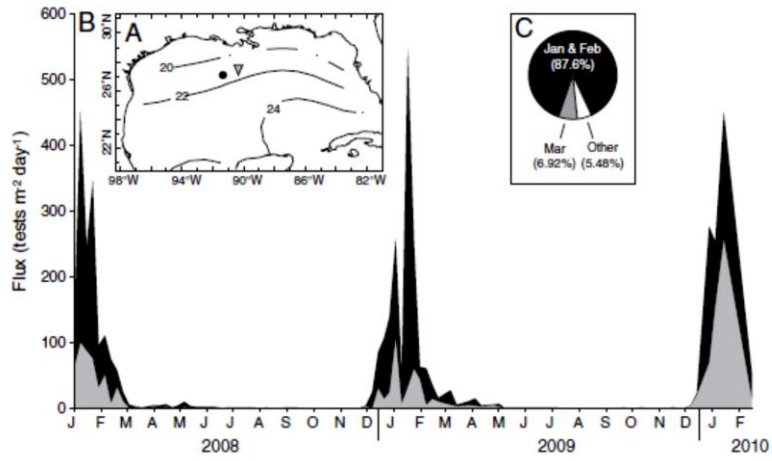 B
A
C
600
500
400
300
200
100
0
Flux (tests m-2 day-1)
30°N
26°N
22°N
20
22
24
98°W 94°W 90°W 86°W 82°W
Jan & Feb
(87.6%)
Mar
(6.92%)
Other
(5.48%)
J F M A M J J A S O N D J F M A M J J A S O N D J F
2008 2009 2010